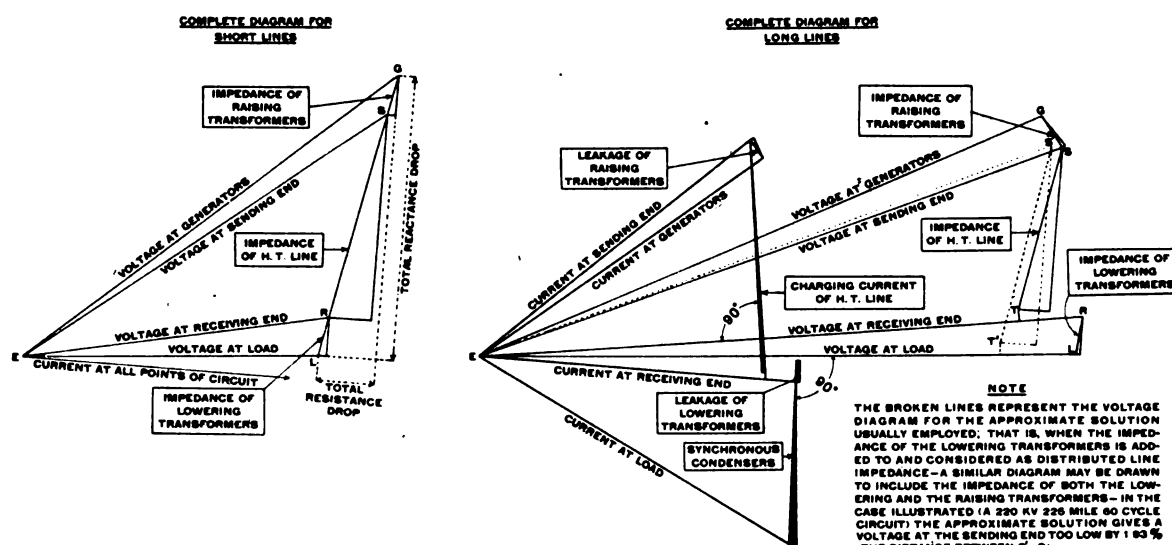 COMPLETE DIAGRAM FOR
SHORT LINES
COMPLETE DIAGRAM FOR
LONG LINES
G
IMPEDANCE OF
RAISING
TRANSFORMERS
S
VOLTAGE AT GENERATORS
VOLTAGE AT SENDING END
TOTAL REACTANCE DROP
IMPEDANCE
OF H.T. LINE
R
VOLTAGE AT RECEIVING END
E
VOLTAGE AT LOAD
L
CURRENT AT ALL POINTS OF CIRCUIT
TOTAL
RESISTANCE
DROP
IMPEDANCE OF
LOWERING
TRANSFORMERS
IMPEDANCE OF
RAISING
TRANSFORMERS
G
S'
S
LEAKAGE OF
RAISING
TRANSFORMERS
VOLTAGE AT GENERATORS
VOLTAGE AT SENDING END
CURRENT AT SENDING END
CURRENT AT GENERATORS
IMPEDANCE
OF H.T. LINE
IMPEDANCE OF
LOWERING
TRANSFORMERS
CHARGING CURRENT
OF H.T. LINE
90°
T
R
VOLTAGE AT RECEIVING END
T'
E
VOLTAGE AT LOAD
L
CURRENT AT RECEIVING END
90°
LEAKAGE OF
LOWERING
TRANSFORMERS
CURRENT AT LOAD
SYNCHRONOUS
CONDENSERS
NOTE
THE BROKEN LINES REPRESENT THE VOLTAGE
DIAGRAM FOR THE APPROXIMATE SOLUTION
USUALLY EMPLOYED; THAT IS, WHEN THE IMPED-
ANCE OF THE LOWERING TRANSFORMERS IS ADD-
ED TO AND CONSIDERED AS DISTRIBUTED LINE
IMPEDANCE—A SIMILAR DIAGRAM MAY BE DRAWN
TO INCLUDE THE IMPEDANCE OF BOTH THE LOW-
ERING AND THE RAISING TRANSFORMERS—IN THE
CASE ILLUSTRATED (A 220 KV 225 MILE 60 CYCLE
CIRCUIT) THE APPROXIMATE SOLUTION GIVES A
VOLTAGE AT THE SENDING END TOO LOW BY 1.93%